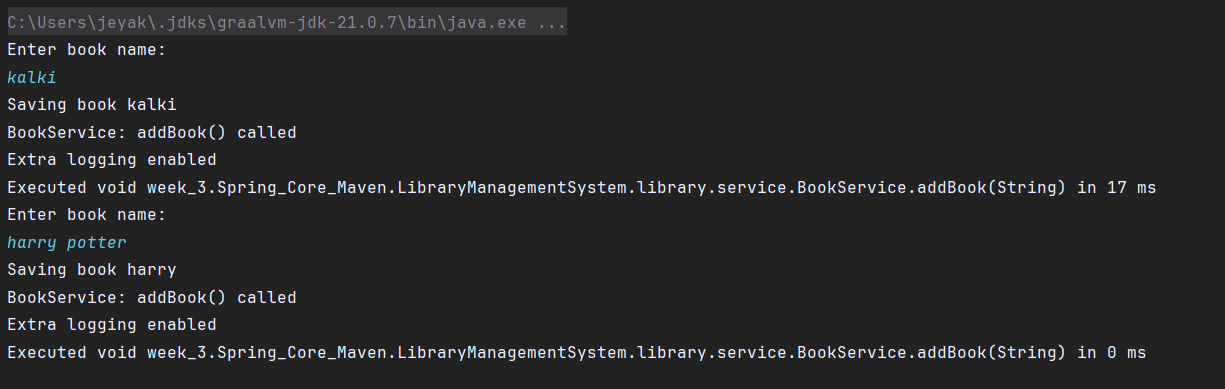 C:\Users\jeyak\.jdks\graalvm-jdk-21.0.7\bin\java.exe ...
Enter book name:
kalki
Saving book kalki
BookService: addBook() called
Extra logging enabled
Executed void week_3.Spring_Core_Maven.LibraryManagementSystem.library.service.BookService.addBook(String) in 17 ms
Enter book name:
harry potter
Saving book harry
BookService: addBook() called
Extra logging enabled
Executed void week_3.Spring_Core_Maven.LibraryManagementSystem.library.service.BookService.addBook(String) in 0 ms